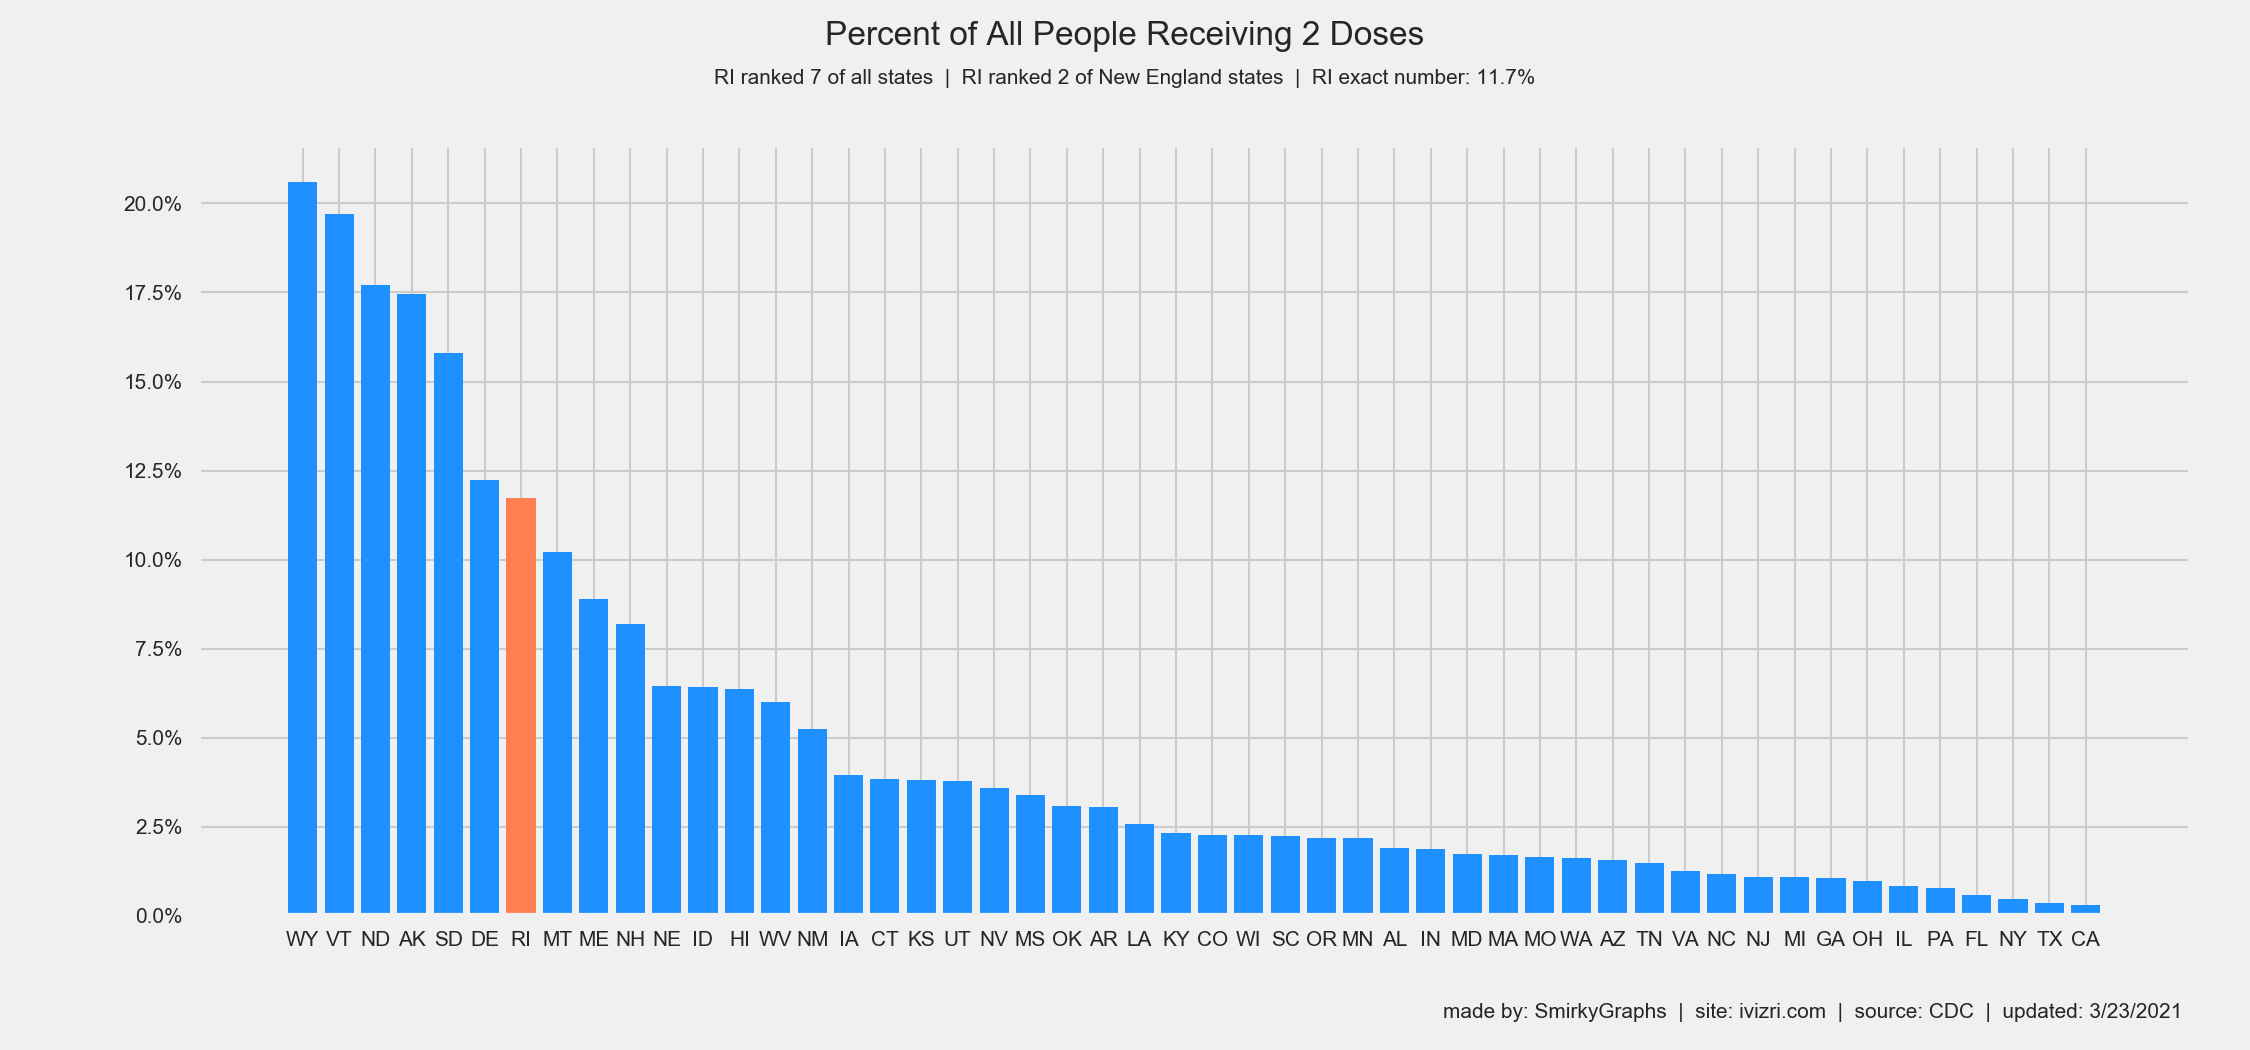 Percent of All People Receiving 2 Doses
RI ranked 7 of all states | RI ranked 2 of New England states | RI exact number: 11.7%
20.0%
17.5%
15.0%
12.5%
10.0%
7.5%
5.0%
2.5%
0.0%
WY VT ND AK SD DE RI MT ME NH NE ID HI WV NM IA CT KS UT NV MS OK AR LA KY CO WI SC OR MN AL IN MD MA MO WA AZ TN VA NC NJ MI GA OH IL PA FL NY TX CA
made by: SmirkyGraphs | site: ivizri.com | source: CDC | updated: 3/23/2021